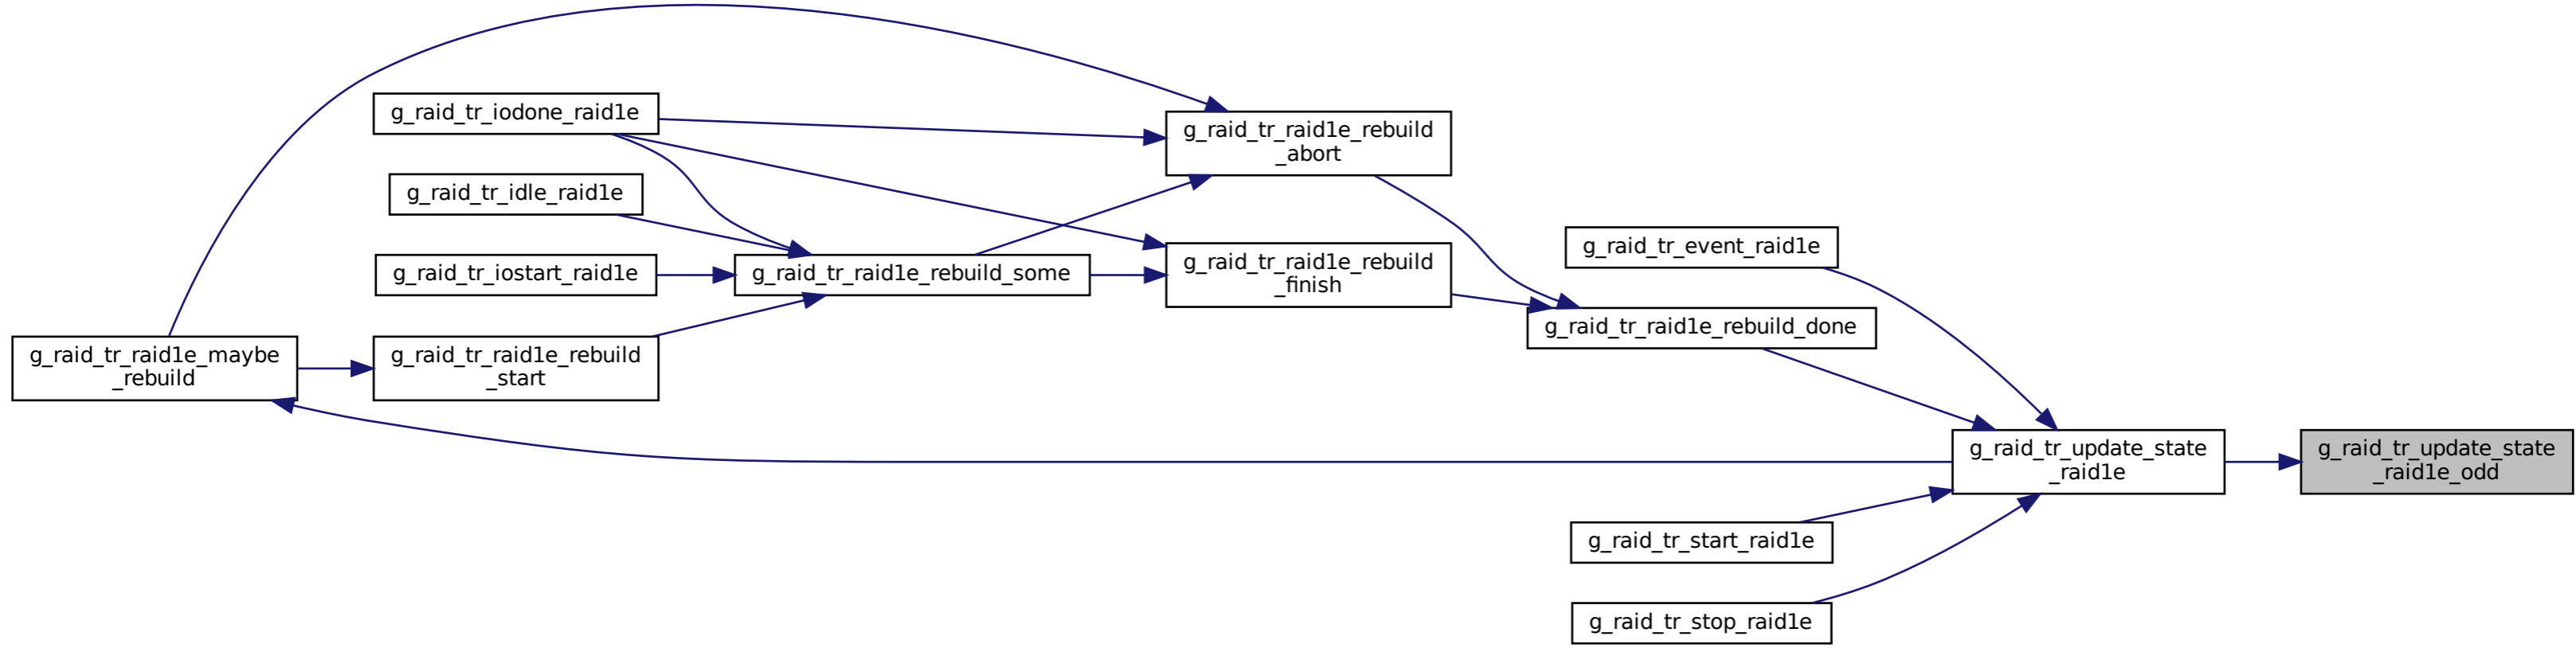 g_raid_tr_iodone_raid1e
g_raid_tr_idle_raid1e
g_raid_tr_iostart_raid1e
g_raid_tr_raid1e_maybe
_rebuild
g_raid_tr_raid1e_rebuild
_start
g_raid_tr_raid1e_rebuild_some
g_raid_tr_raid1e_rebuild
_abort
g_raid_tr_raid1e_rebuild
_finish
g_raid_tr_event_raid1e
g_raid_tr_raid1e_rebuild_done
g_raid_tr_start_raid1e
g_raid_tr_stop_raid1e
g_raid_tr_update_state
_raid1e
g_raid_tr_update_state
_raid1e_odd